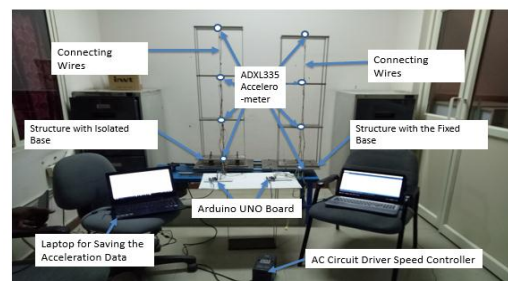 Connecting
Wires
ADXL335
Accelero
-meter
Connecting
Wires
Structure with Isolated
Base
Structure with the Fixed
Base
Arduino UNO Board
Laptop for Saving the
Acceleration Data
AC Circuit Driver Speed Controller